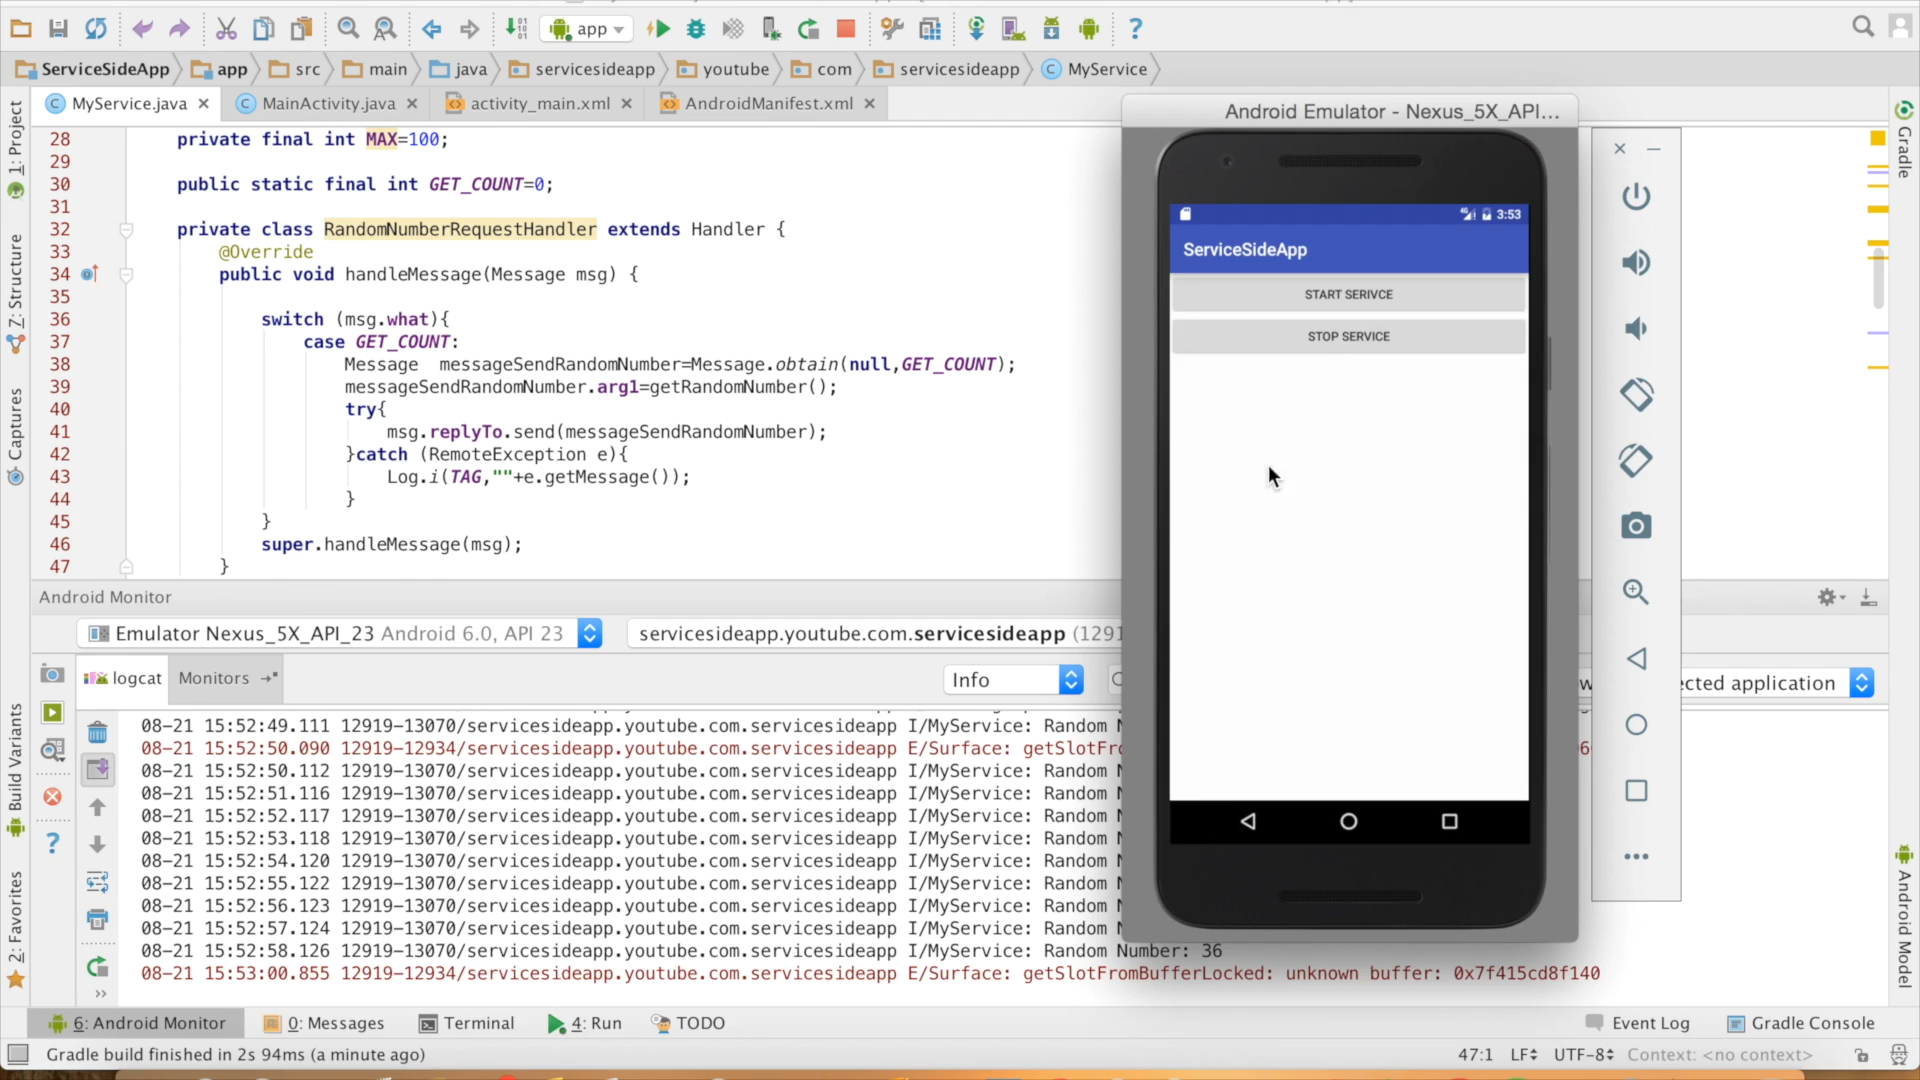 app
ServiceSideApp app src main java servicesideapp youtube com servicesideapp MyService
MyService.java MainActivity.java activity_main.xml AndroidManifest.xml
28 private final int MAX=100;
29
30 public static final int GET_COUNT=0;
31
32 private class RandomNumberRequestHandler extends Handler {
33 @Override
34 public void handleMessage(Message msg) {
35
36 switch (msg.what){
37 case GET_COUNT:
38 Message messageSendRandomNumber=Message.obtain(null,GET_COUNT);
39 messageSendRandomNumber.arg1=getRandomNumber();
40 try{
41 msg.replyTo.send(messageSendRandomNumber);
42 }catch (RemoteException e){
43 Log.i(TAG,""+e.getMessage());
44 }
45 }
46 super.handleMessage(msg);
47 }
1: Project
7: Structure
Captures
Build Variants
2: Favorites
Android Emulator - Nexus_5X_API...
3:53
ServiceSideApp
START SERIVCE
STOP SERVICE
Gradle
Android Model
Android Monitor
Emulator Nexus_5X_API_23 Android 6.0, API 23 servicesideapp.youtube.com.servicesideapp (1291
logcat Monitors Info cted application
08-21 15:52:49.111 12919-13070/servicesideapp.youtube.com.servicesideapp I/MyService: Random
08-21 15:52:50.090 12919-12934/servicesideapp.youtube.com.servicesideapp E/Surface: getSlotFr
08-21 15:52:50.112 12919-13070/servicesideapp.youtube.com.servicesideapp I/MyService: Random
08-21 15:52:51.116 12919-13070/servicesideapp.youtube.com.servicesideapp I/MyService: Random
08-21 15:52:52.117 12919-13070/servicesideapp.youtube.com.servicesideapp I/MyService: Random
08-21 15:52:53.118 12919-13070/servicesideapp.youtube.com.servicesideapp I/MyService: Random
08-21 15:52:54.120 12919-13070/servicesideapp.youtube.com.servicesideapp I/MyService: Random
08-21 15:52:55.122 12919-13070/servicesideapp.youtube.com.servicesideapp I/MyService: Random
08-21 15:52:56.123 12919-13070/servicesideapp.youtube.com.servicesideapp I/MyService: Random
08-21 15:52:57.124 12919-13070/servicesideapp.youtube.com.servicesideapp I/MyService: Random
08-21 15:52:58.126 12919-13070/servicesideapp.youtube.com.servicesideapp I/MyService: Random Number: 36
08-21 15:53:00.855 12919-12934/servicesideapp.youtube.com.servicesideapp E/Surface: getSlotFromBufferLocked: unknown buffer: 0x7f415cd8f140
6: Android Monitor 0: Messages Terminal 4: Run TODO Event Log Gradle Console
Gradle build finished in 2s 94ms (a minute ago) 47:1 LF UTF-8 Context: <no context>